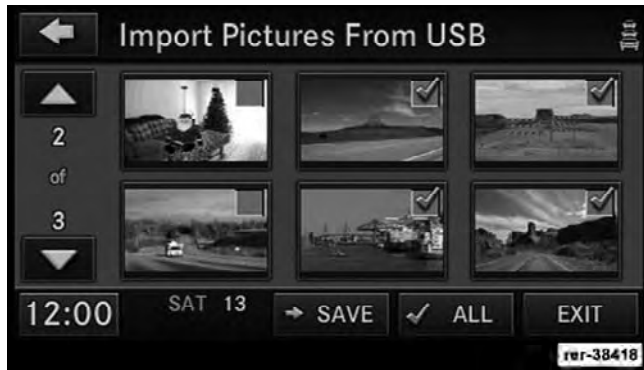 Import Pictures From USB
2
of
3
12:00 SAT 13 SAVE ALL EXIT
rer-38418